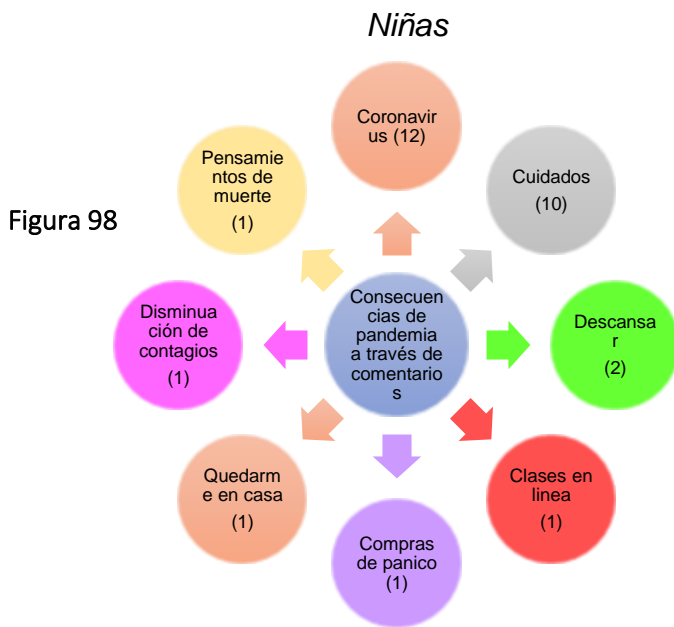 Niñas
Coronavir
us (12)
Cuidados
(10)
Descansa
r
(2)
Clases en
linea
(1)
Compras
de panico
(1)
Quedarm
e en casa
(1)
Disminua
ción de
contagios
(1)
Pensamie
ntos de
muerte
(1)
Consecuen
cias de
pandemia
a través de
comentario
s
Figura 98